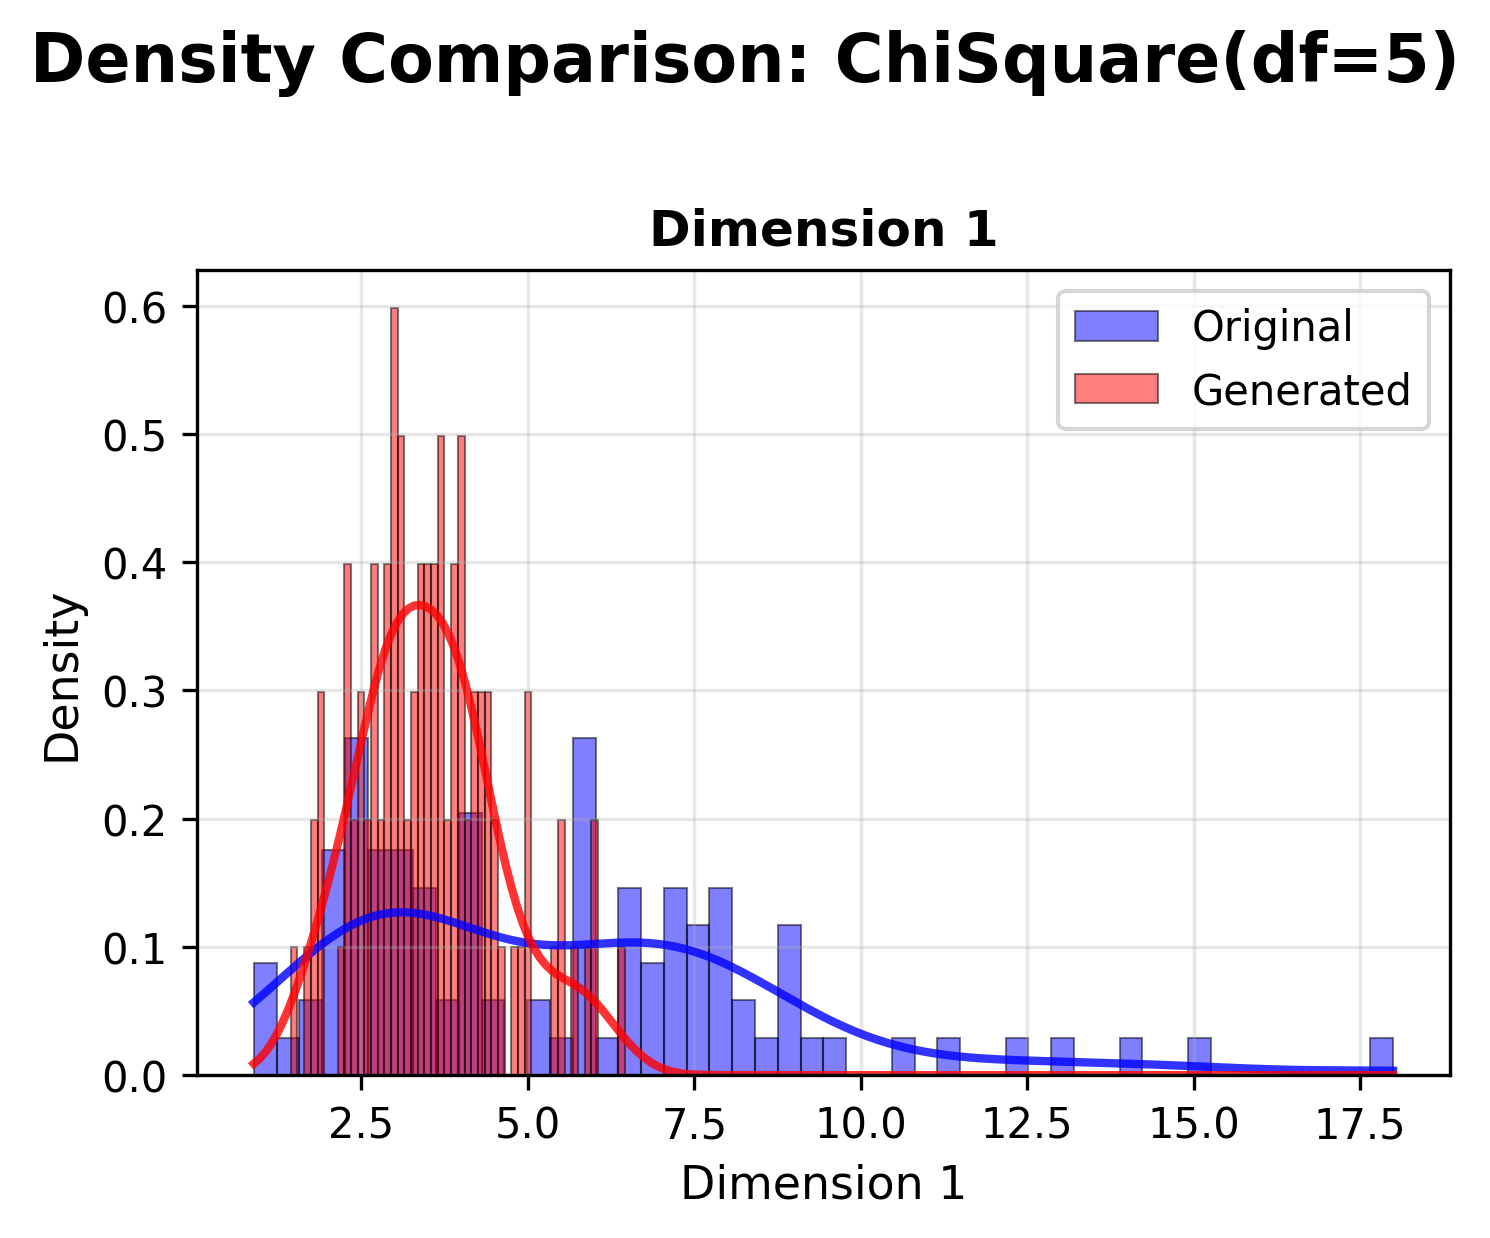 Density Comparison: ChiSquare(df=5)
Dimension 1
Original
Generated
0.6
0.5
0.4
0.3
0.2
0.1
0.0
Density
2.5 5.0 7.5 10.0 12.5 15.0 17.5
Dimension 1